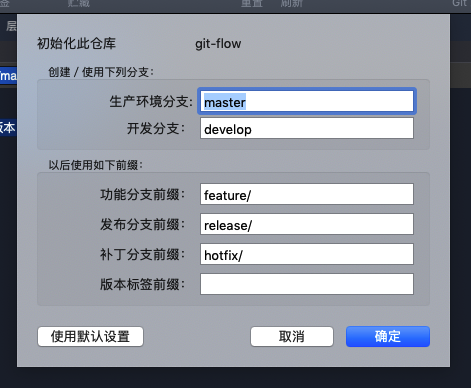 签 贮藏 重置 刷新 Git
层
初始化此仓库 git-flow
创建 / 使用下列分支:
/ma
生产环境分支: master
版本 开发分支: develop
以后使用如下前缀:
功能分支前缀: feature/
发布分支前缀: release/
补丁分支前缀: hotfix/
版本标签前缀:
使用默认设置 取消 确定